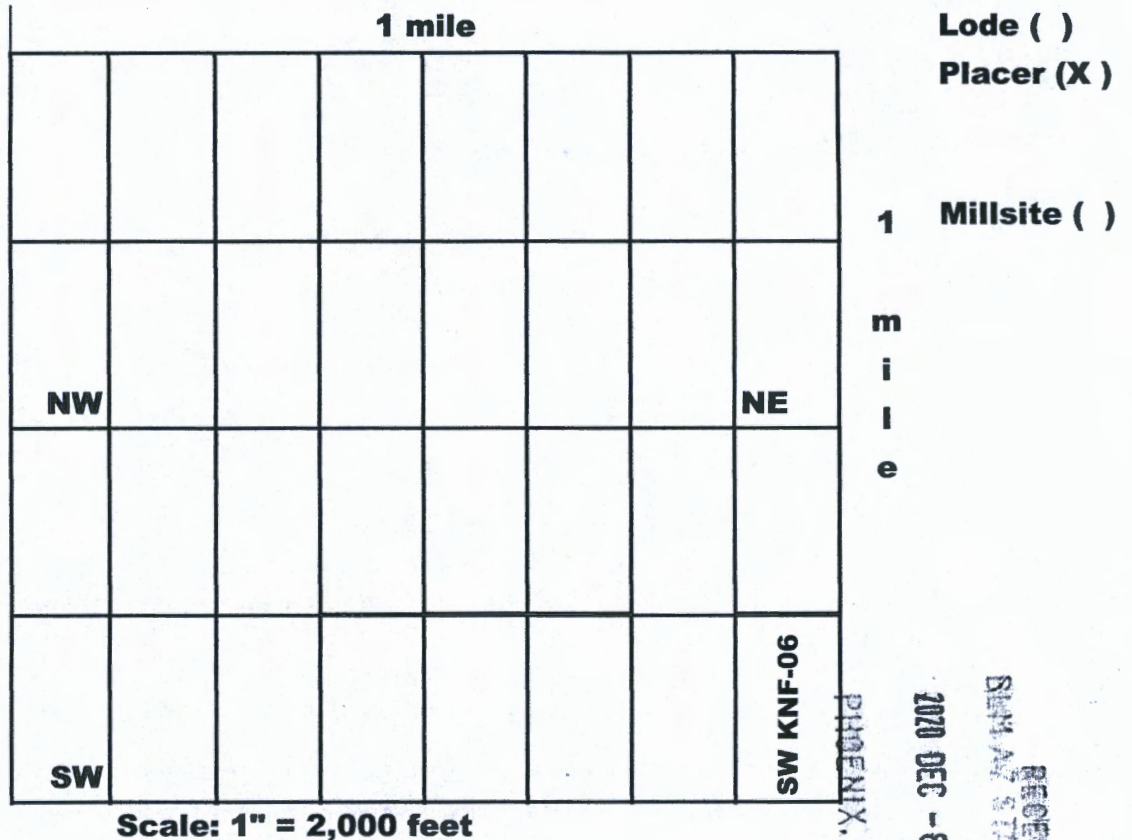 1 mile
Lode ( )
Placer (X )
1
m
i
l
e
Millsite ( )
NW
NE
SW
SW KNF-06
Scale: 1" = 2,000 feet
PHOENIX,
2020 DEC -8